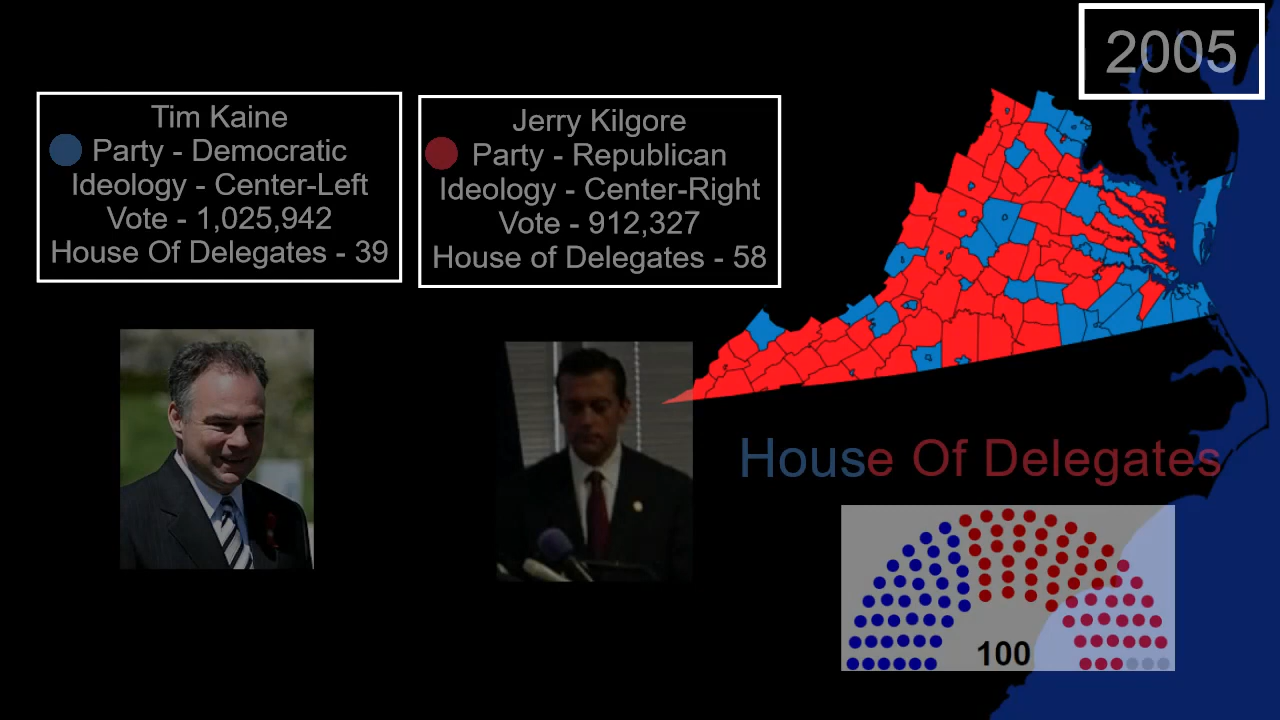 2005
Tim Kaine
Party - Democratic
Ideology - Center-Left
Vote - 1,025,942
House Of Delegates - 39
Jerry Kilgore
Party - Republican
Ideology - Center-Right
Vote - 912,327
House of Delegates - 58
House Of Delegates
100